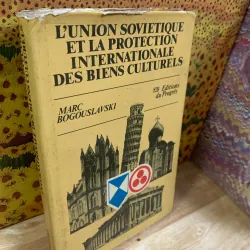 L'UNION SOVIETIQUE
ET LA PROTECTION
INTERNATIONALE
DES BIENS CULTURELS
MARC
BOGOUSLAVSKI
Editions
du Progrès